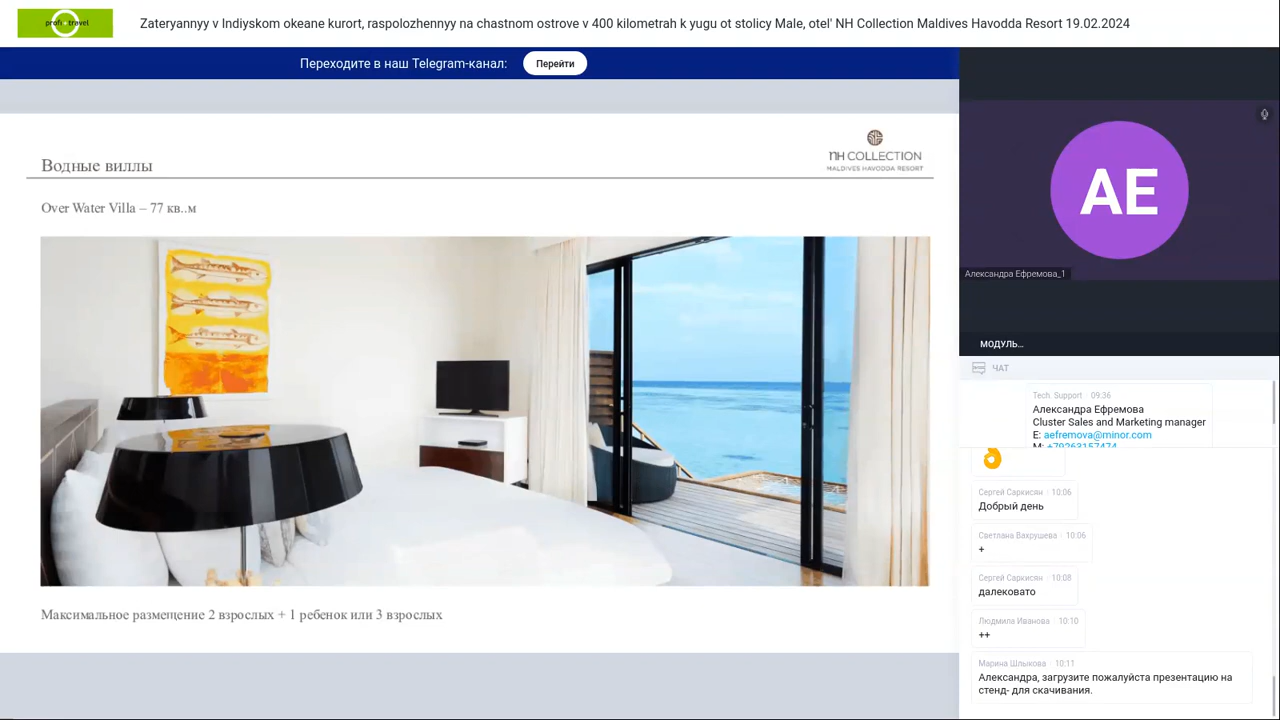 profi travel
Zateryannyy v Indiyskom okeane kurort, raspolozhennyy na otdel'nom ostrove v 400 kilometrah k yugu ot stolicy Male, otel' NH Collection Maldives Havodda Resort 19.02.2024
Переходите в наш Telegram-канал:
Перейти
Водные виллы
NH COLLECTION
MALDIVES HAVODDA RESORT
Over Water Villa – 77 кв..м
Максимальное размещение 2 взрослых + 1 ребенок или 3 взрослых
AE
Александра Ефремова_1
МОДУЛЬ...
ЧАТ
Tech. Support 09:36
Александра Ефремова
Cluster Sales and Marketing manager
E: aefremova@minor.com
M: +79263157474
Сергей Саркисян 10:06
Добрый день
Светлана Вахрушева 10:06
+
Сергей Саркисян 10:08
далековато
Людмила Иванова 10:10
++
Марина Шлыкова 10:11
Александра, загрузите пожалуйста презентацию на
стенд- для скачивания.